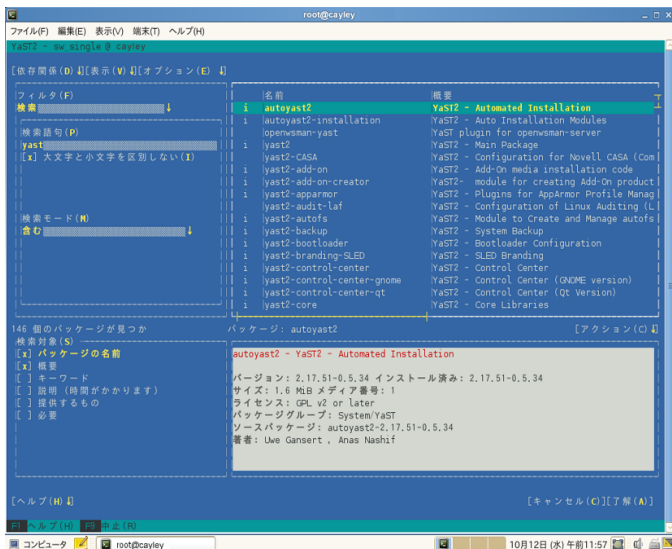 root@cayley
ファイル(F) 編集(E) 表示(V) 端末(T) ヘルプ(H)
YaST2 - sw_single @ cayley
[依存関係(D)↓][表示(V)↓][オプション(E) ↓]
フィルタ(F)
検索 ↓
検索語句(P)
yast
[x] 大文字と小文字を区別しない(I)
検索モード(M)
含む ↓
146 個のパッケージが見つか
検索対象(S)
[x] パッケージの名前
[x] 概要
[ ] キーワード
[ ] 説明 (時間がかかります)
[ ] 提供するもの
[ ] 必要
名前 概要
i autoyast2 YaST2 - Automated Installation
i autoyast2-installation YaST2 - Auto Installation Modules
openwsman-yast YaST plugin for openwsman-server
i yast2 YaST2 - Main Package
yast2-CASA YaST2 - Configuration for Novell CASA (Com
i yast2-add-on YaST2 - Add-On media installation code
i yast2-add-on-creator YaST2- module for creating Add-On product
i yast2-apparmor YaST2 - Plugins for AppArmor Profile Manag
yast2-audit-laf YaST2 - Configuration of Linux Auditing (L
i yast2-autofs YaST2 - Module to Create and Manage autofs
i yast2-backup YaST2 - System Backup
i yast2-bootloader YaST2 - Bootloader Configuration
i yast2-branding-SLED YaST2 - SLED Branding
i yast2-control-center YaST2 - Control Center
i yast2-control-center-gnome YaST2 - Control Center (GNOME version)
i yast2-control-center-qt YaST2 - Control Center (Qt Version)
i yast2-core YaST2 - Core Libraries
パッケージ: autoyast2 [アクション(C)↓]
autoyast2 - YaST2 - Automated Installation
バージョン: 2.17.51-0.5.34 インストール済み: 2.17.51-0.5.34
サイズ: 1.6 MiB メディア番号: 1
ライセンス: GPL v2 or later
パッケージグループ: System/YaST
ソースパッケージ: autoyast2-2.17.51-0.5.34
著者: Uwe Gansert , Anas Nashif
[ヘルプ(H)↓] [キャンセル(C)][了解(A)]
F1 ヘルプ(H) F9 中止(R)
コンピュータ root@cayley 10月12日 (水) 午前11:57